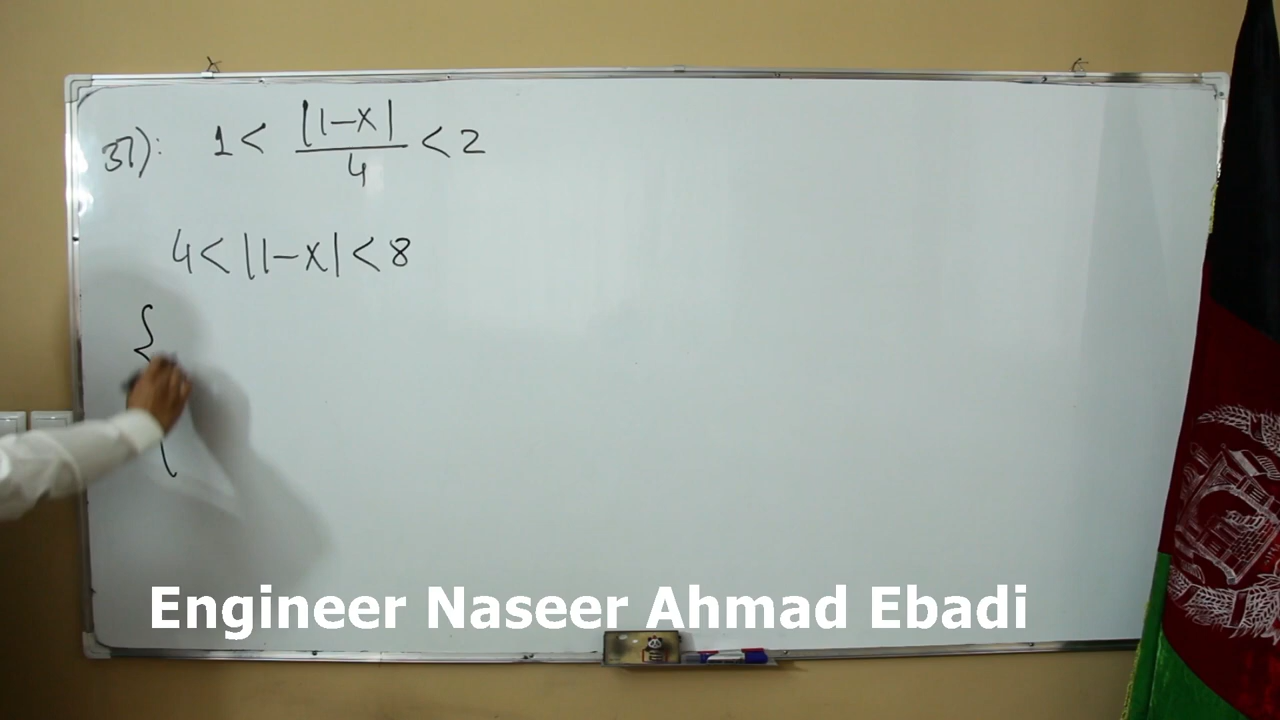 37): 1 < |1-x| / 4 < 2
4 < |1-x| < 8
{
Engineer Naseer Ahmad Ebadi